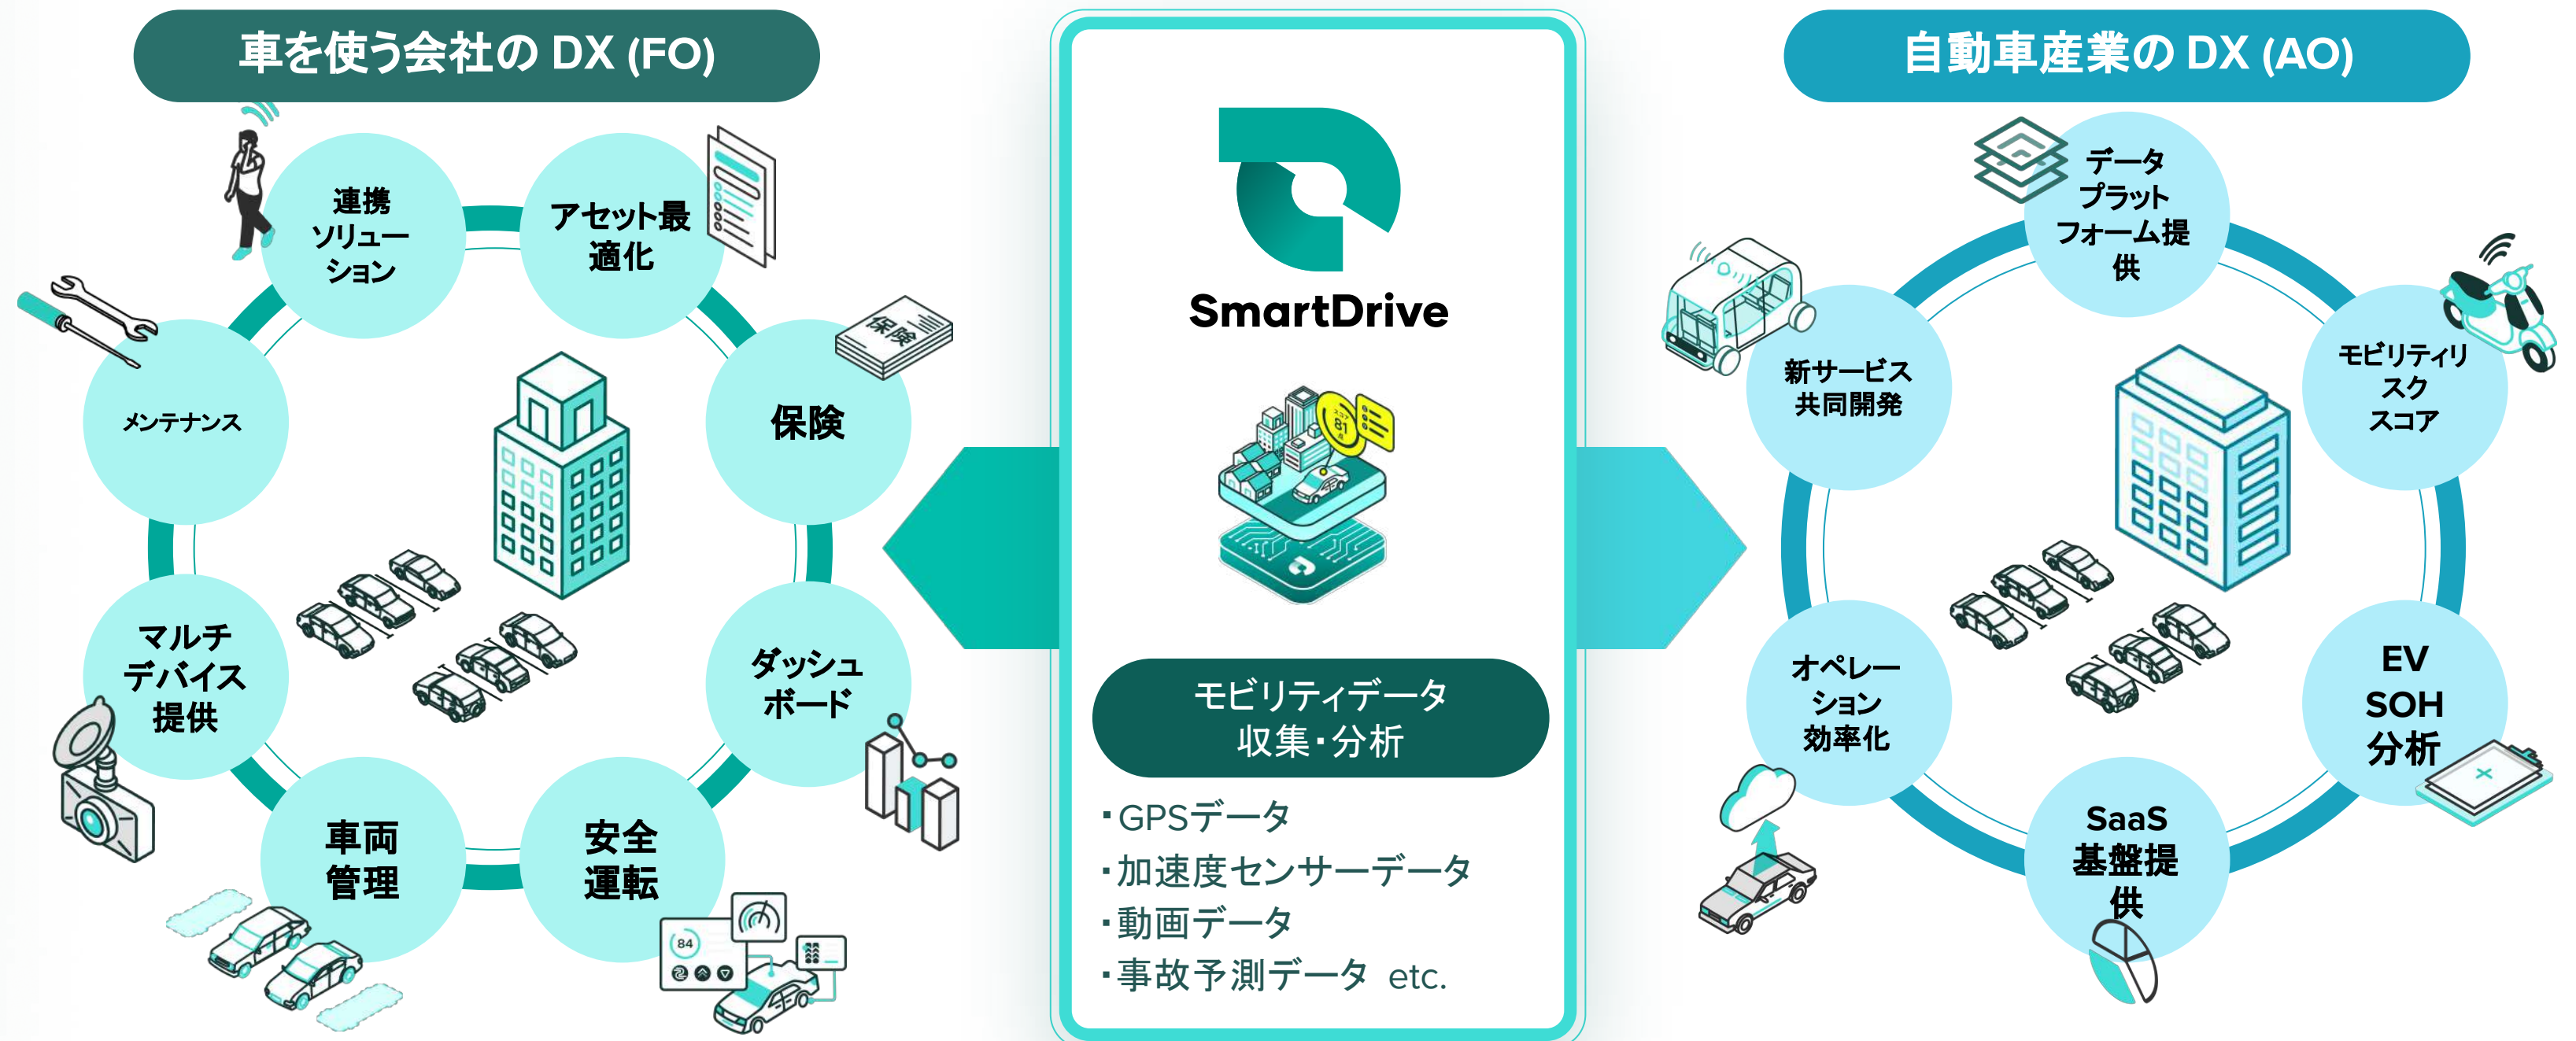 車を使う会社の DX (FO)
連携
ソリュー
ション
アセット最
適化
保険
保険
メンテナンス
マルチ
デバイス
提供
ダッシュ
ボード
車両
管理
安全
運転
84
SmartDrive
スコア
81
点
モビリティデータ
収集・分析
・GPSデータ
・加速度センサーデータ
・動画データ
・事故予測データ etc.
自動車産業の DX (AO)
データ
プラット
フォーム提
供
新サービス
共同開発
モビリティリ
スク
スコア
オペレー
ション
効率化
EV
SOH
分析
SaaS
基盤提
供